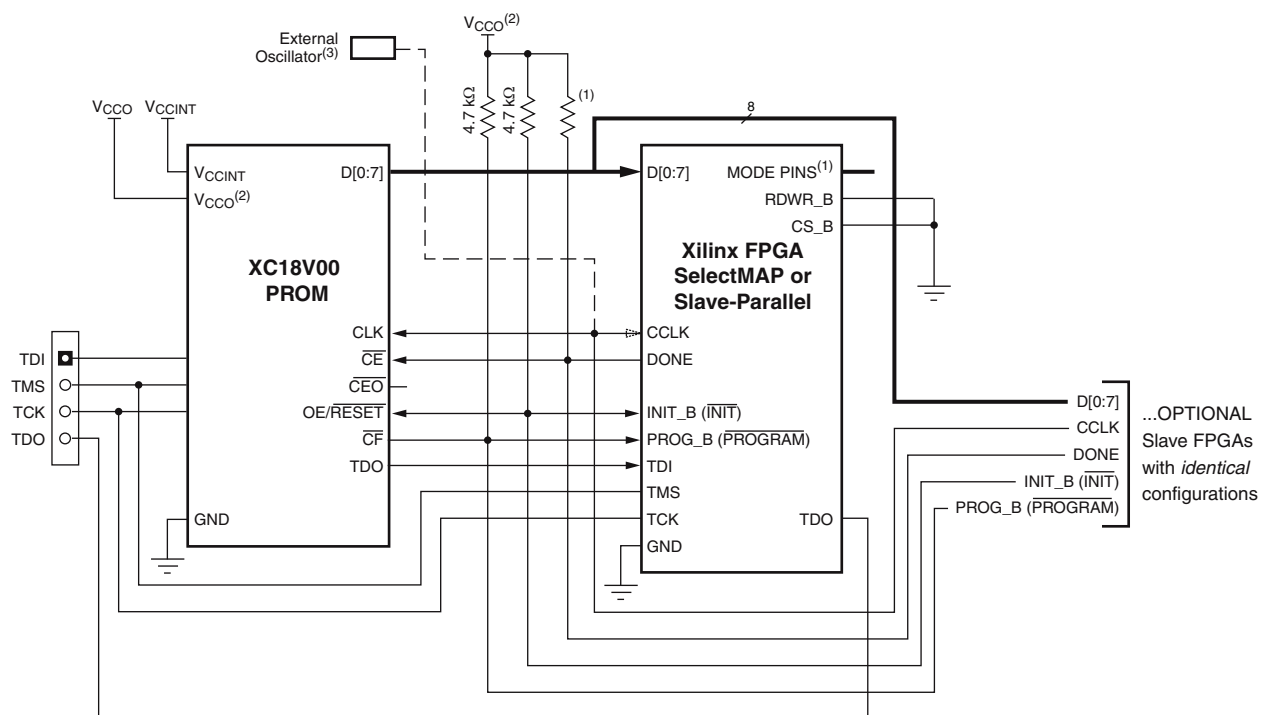 External
Oscillator(3)
VCCO(2)
4.7 kΩ
4.7 kΩ
(1)
8
VCCO
VCCINT
VCCINT
VCCO(2)
D[0:7]
XC18V00
PROM
CLK
CE
CEO
OE/RESET
CF
TDO
GND
TDI
TMS
TCK
TDO
D[0:7]
MODE PINS(1)
RDWR_B
CS_B
Xilinx FPGA
SelectMAP or
Slave-Parallel
CCLK
DONE
INIT_B (INIT)
PROG_B (PROGRAM)
TDI
TMS
TCK
TDO
GND
D[0:7]
CCLK
DONE
INIT_B (INIT)
PROG_B (PROGRAM)
...OPTIONAL
Slave FPGAs
with identical
configurations